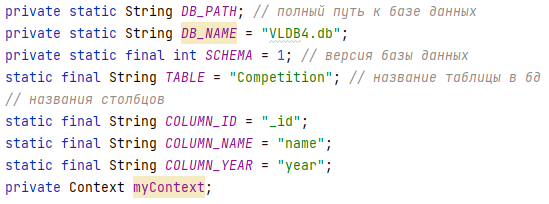 private static String DB_PATH; // полный путь к базе данных
private static String DB_NAME = "VLDB4.db";
private static final int SCHEMA = 1; // версия базы данных
static final String TABLE = "Competition"; // название таблицы в бд
// названия столбцов
static final String COLUMN_ID = "_id";
static final String COLUMN_NAME = "name";
static final String COLUMN_YEAR = "year";
private Context myContext;